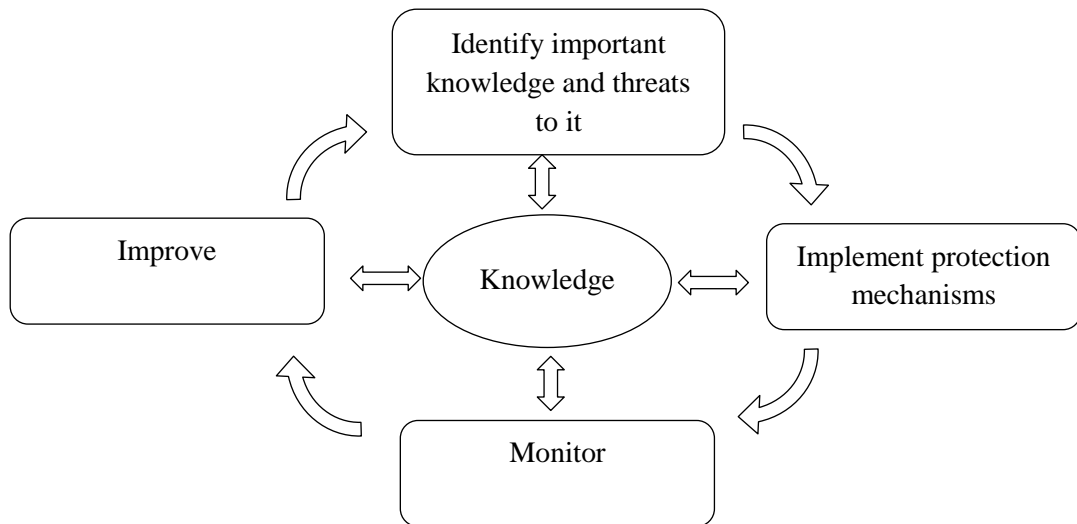 Identify important
knowledge and threats
to it
Improve
Knowledge
Implement protection
mechanisms
Monitor